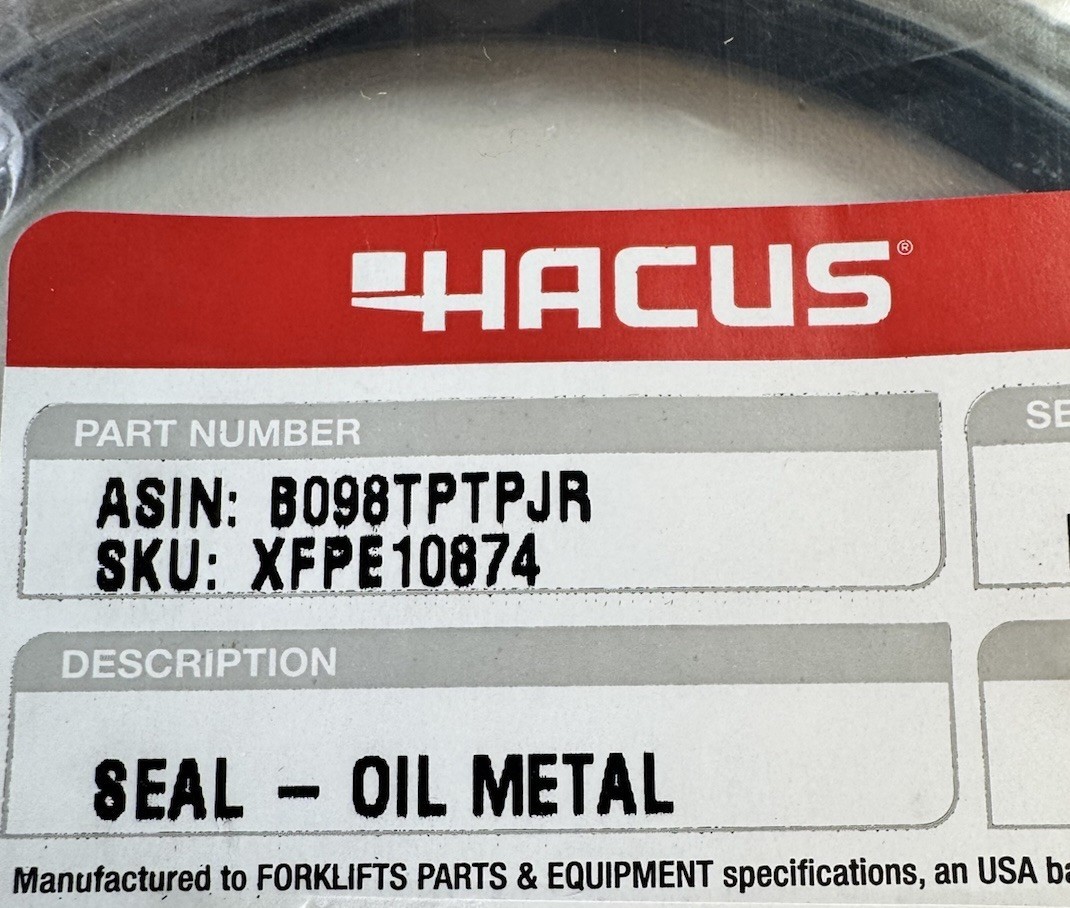 HACUS®
PART NUMBER
ASIN: B098TPTPJR
SKU: XFPE10874
DESCRIPTION
SEAL - OIL METAL
Manufactured to FORKLIFTS PARTS & EQUIPMENT specifications, an USA